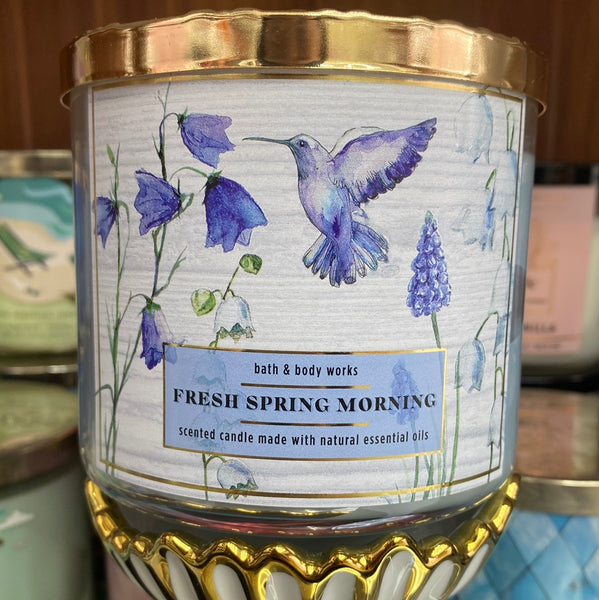 bath & body works
FRESH SPRING MORNING
scented candle made with natural essential oils